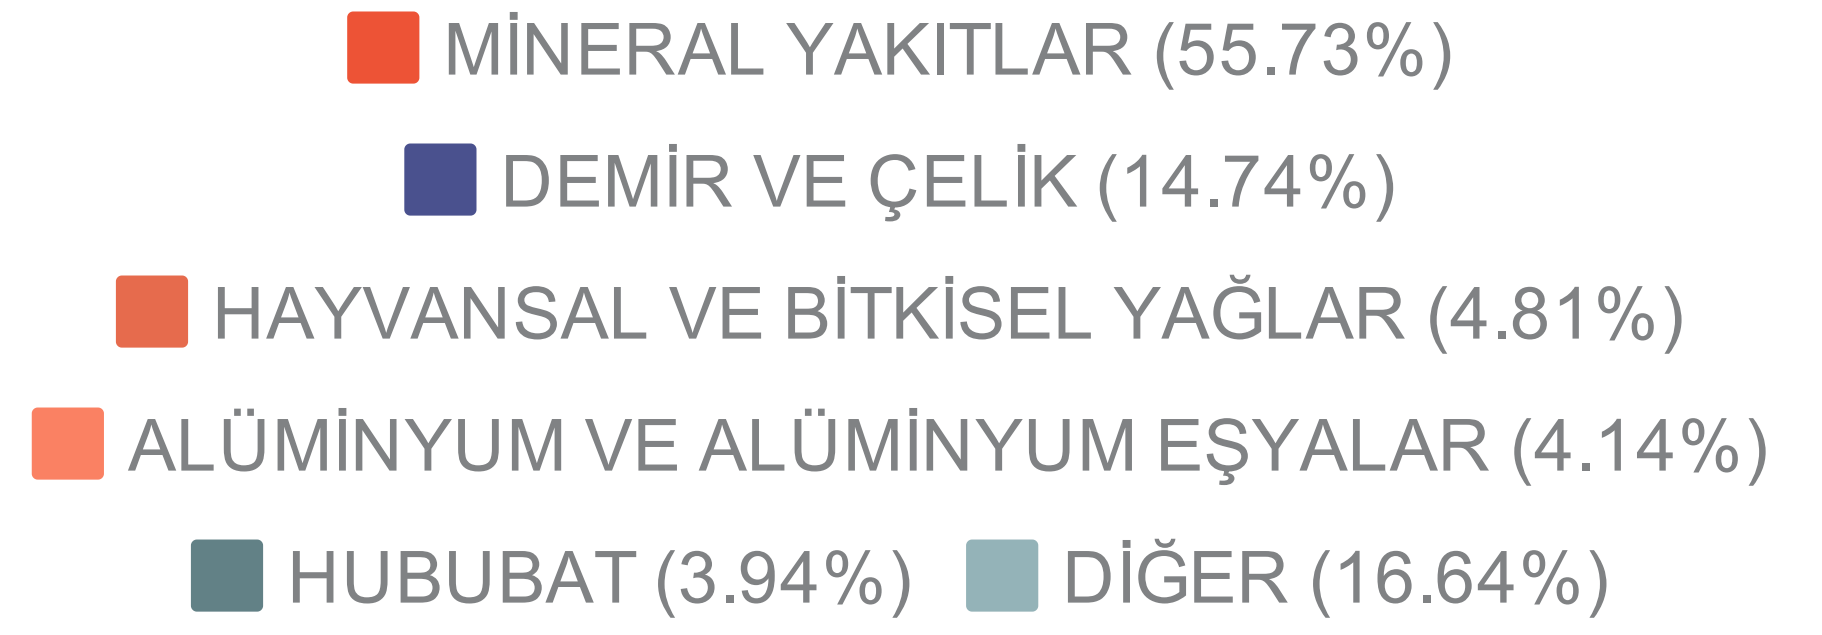 MİNERAL YAKITLAR (55.73%)
DEMİR VE ÇELİK (14.74%)
HAYVANSAL VE BİTKİSEL YAĞLAR (4.81%)
ALÜMİNYUM VE ALÜMİNYUM EŞYALAR (4.14%)
HUBUBAT (3.94%) DİĞER (16.64%)